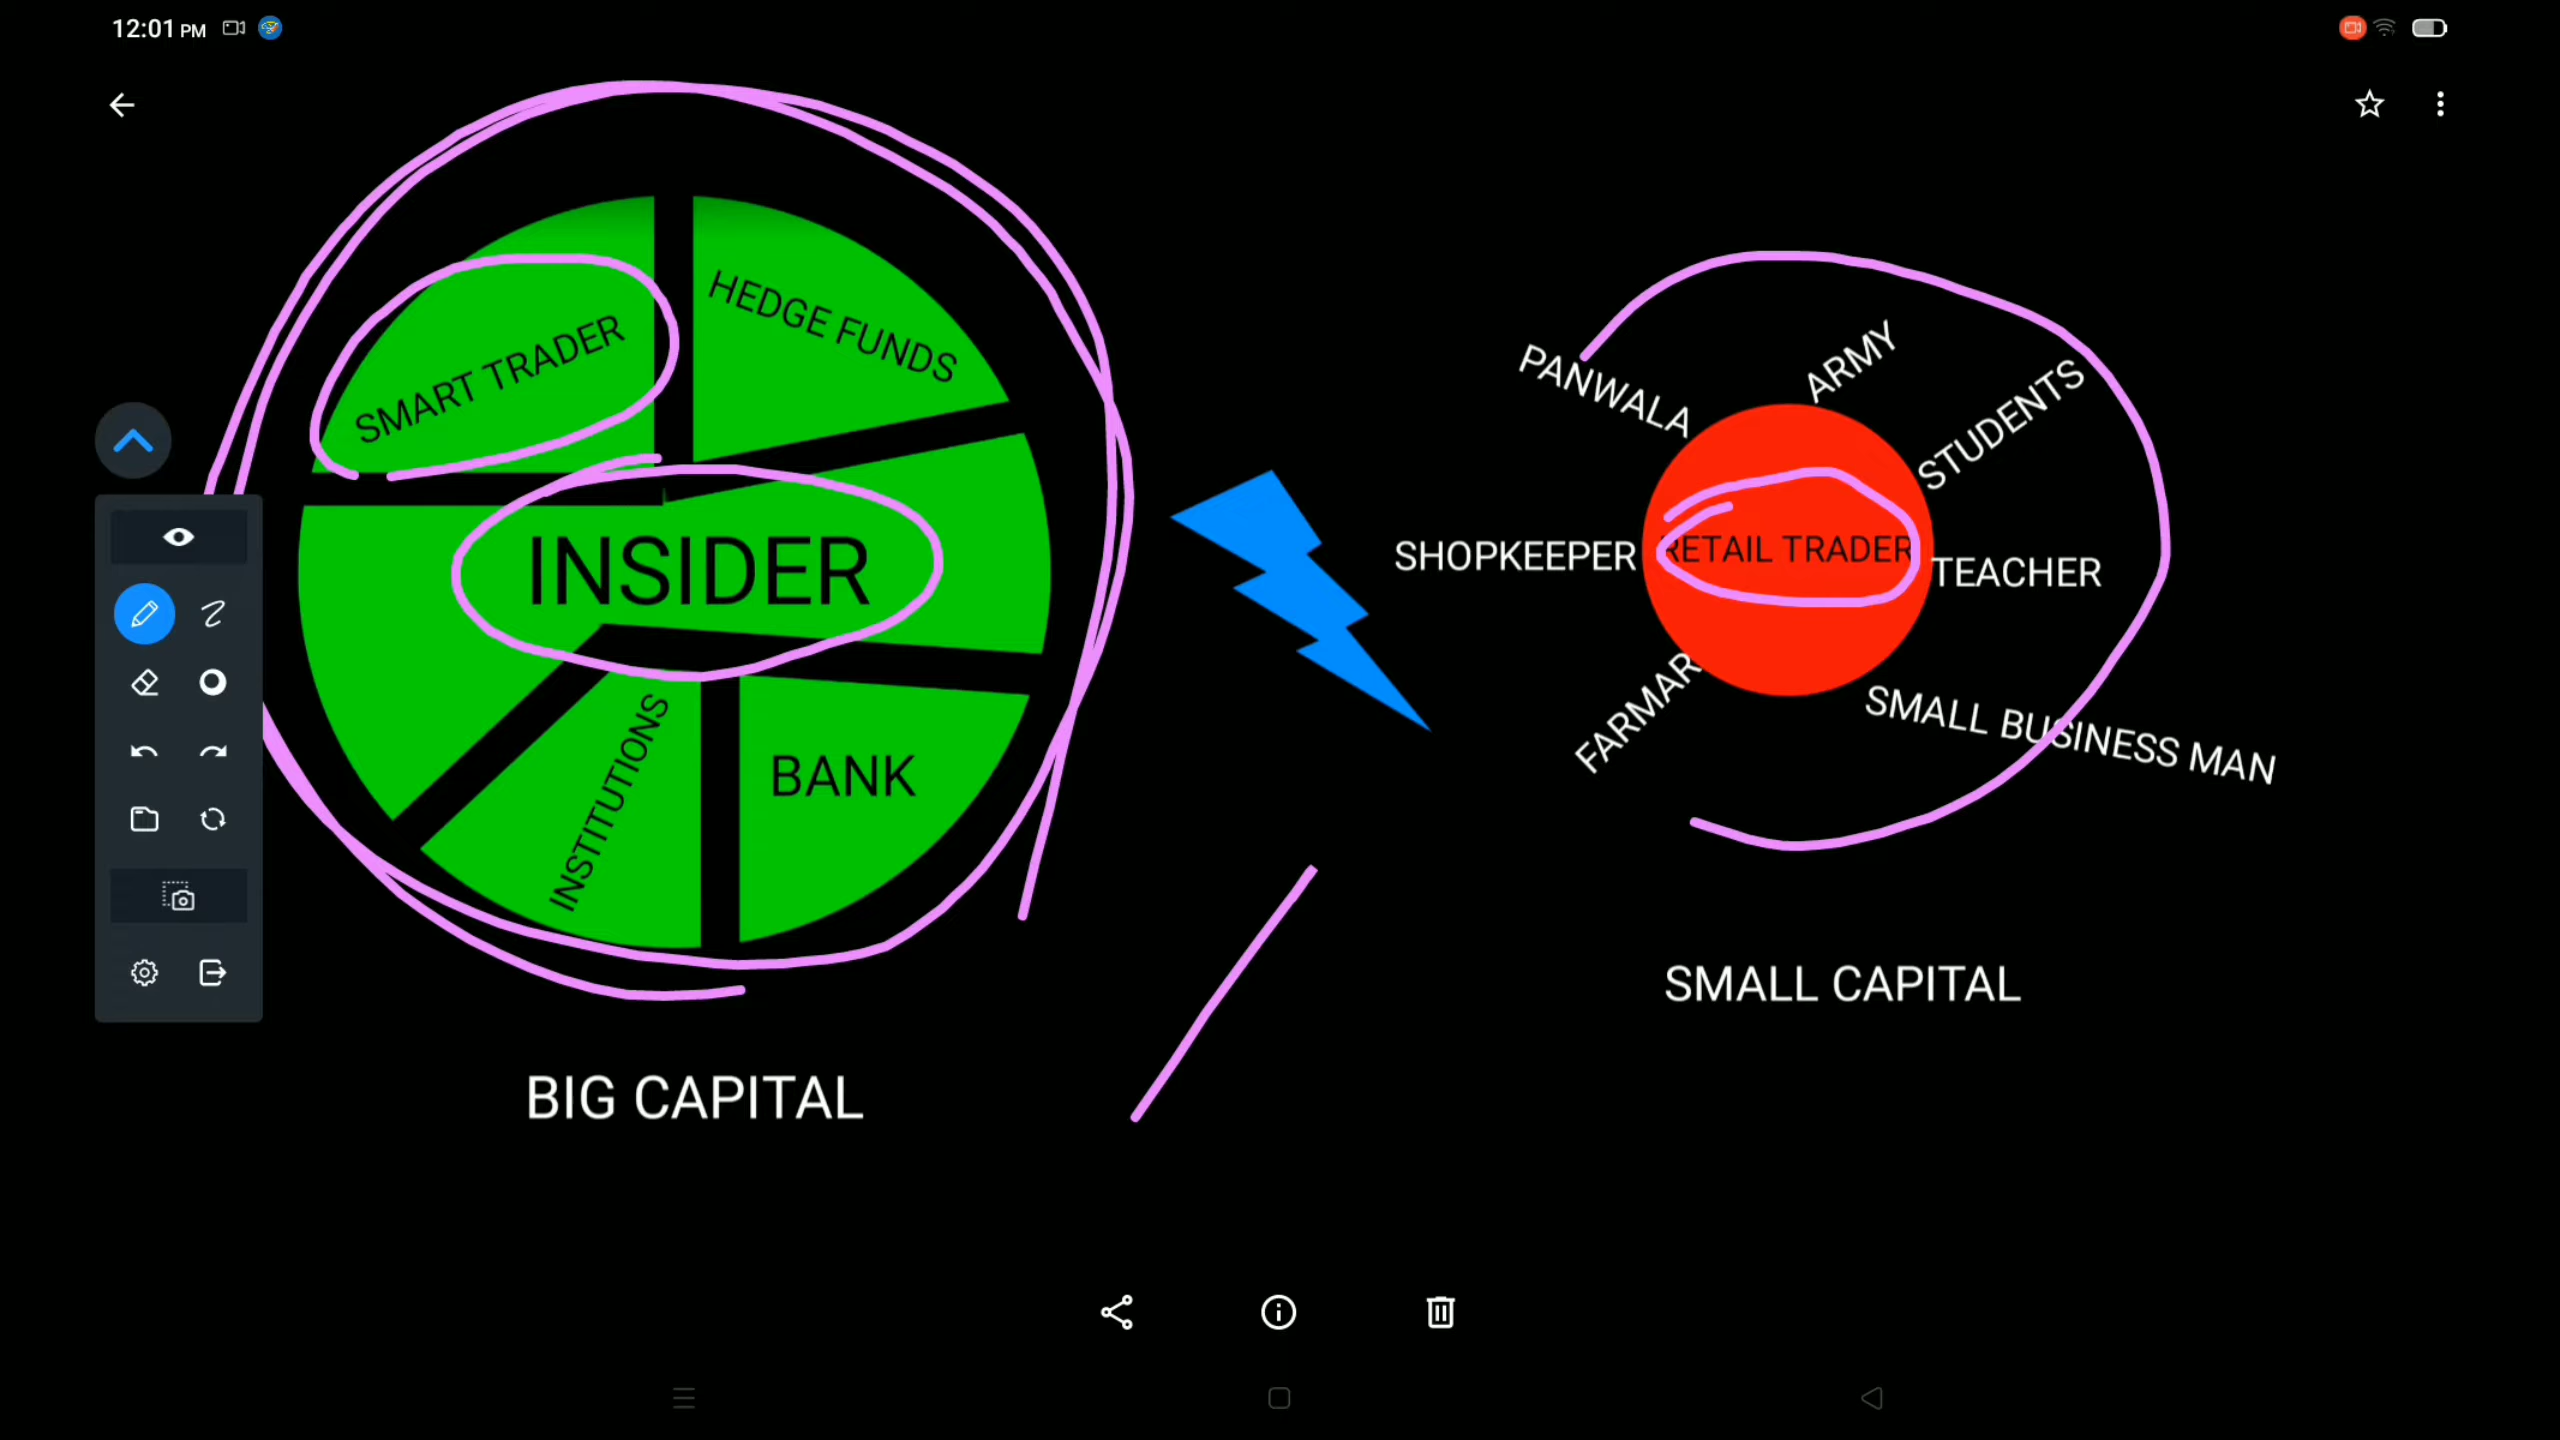 12:01 PM
HEDGE FUNDS
SMART TRADER
INSIDER
INSTITUTIONS
BANK
BIG CAPITAL
PANWALA
ARMY
STUDENTS
SHOPKEEPER
RETAIL TRADER
TEACHER
FARMAR
SMALL BUSINESS MAN
SMALL CAPITAL